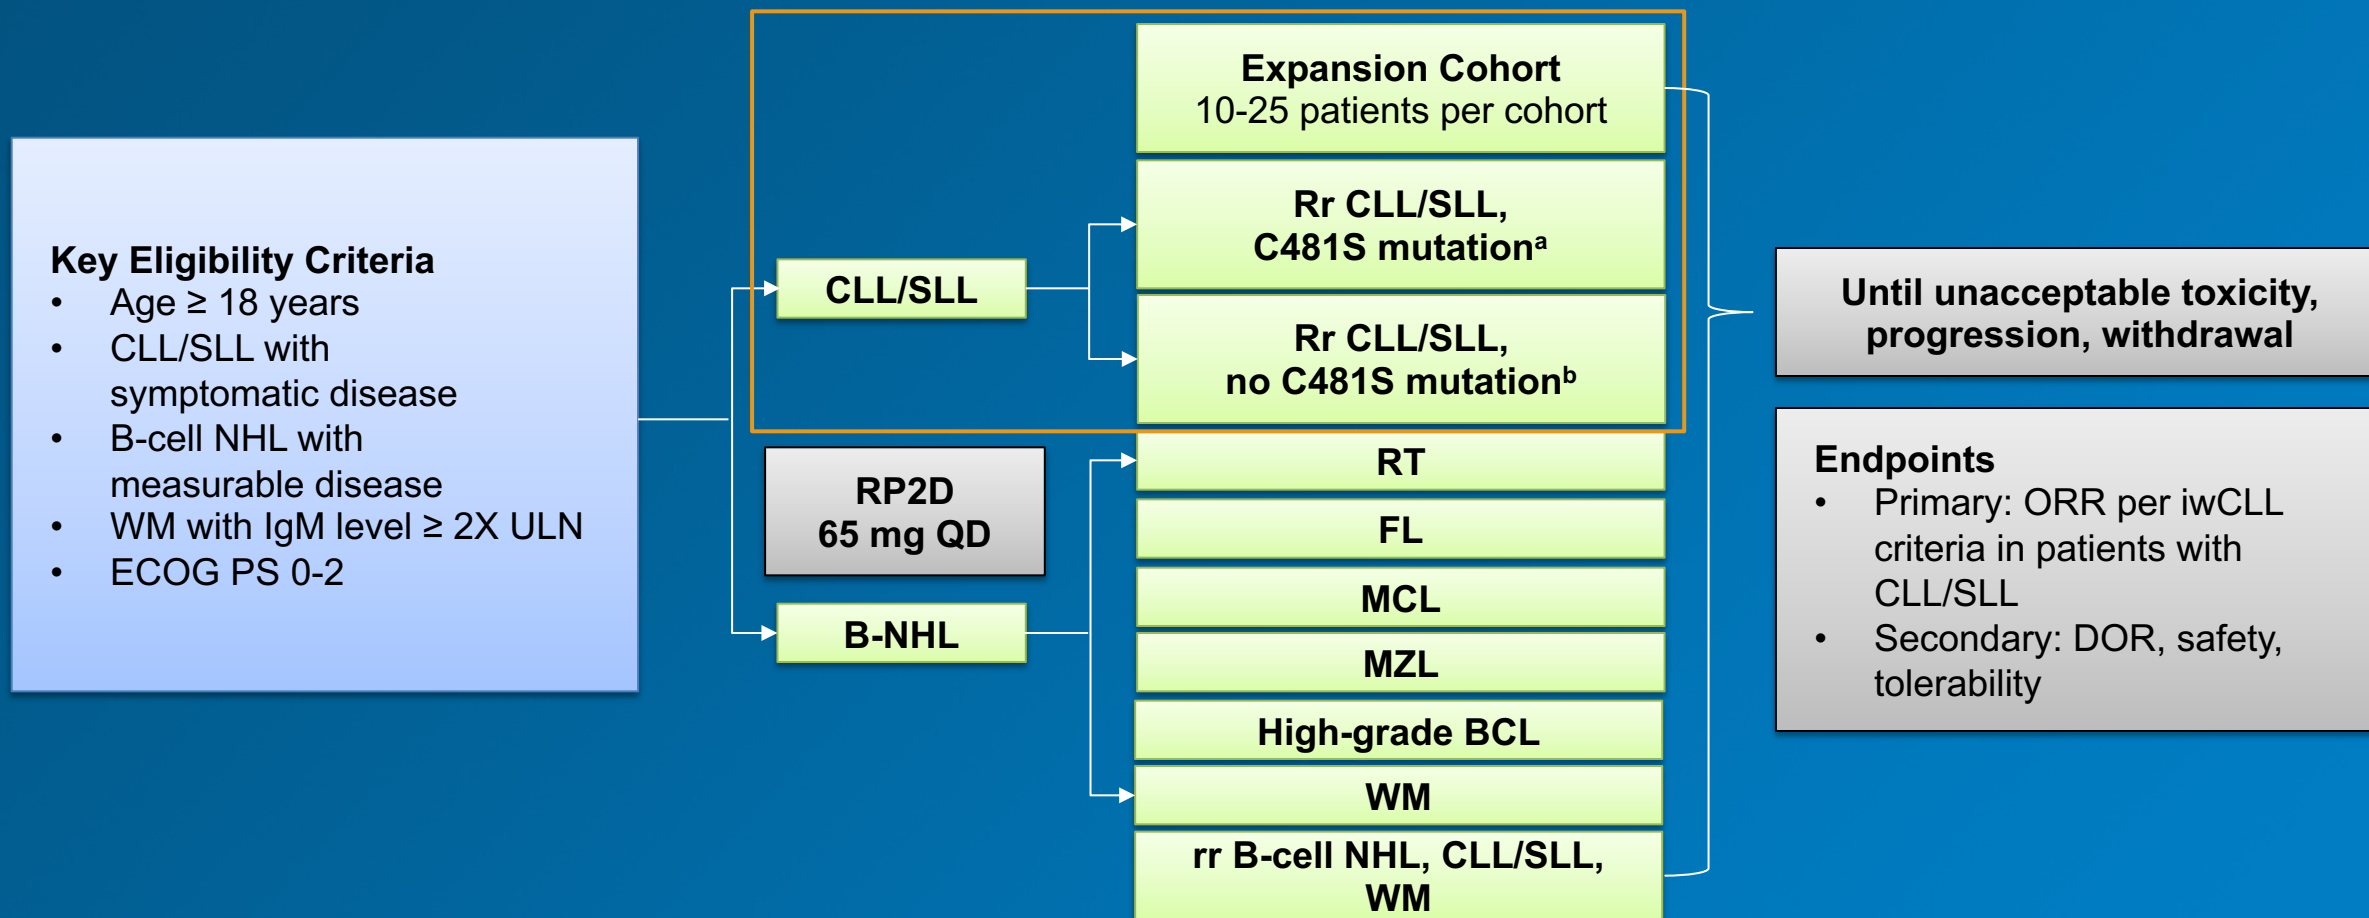 Key Eligibility Criteria
• Age ≥ 18 years
• CLL/SLL with
symptomatic disease
• B-cell NHL with
measurable disease
• WM with IgM level ≥ 2X ULN
• ECOG PS 0-2
CLL/SLL
RP2D
65 mg QD
B-NHL
Expansion Cohort
10-25 patients per cohort
Rr CLL/SLL,
C481S mutationᵃ
Rr CLL/SLL,
no C481S mutationᵇ
RT
FL
MCL
MZL
High-grade BCL
WM
rr B-cell NHL, CLL/SLL,
WM
Until unacceptable toxicity,
progression, withdrawal
Endpoints
• Primary: ORR per iwCLL
criteria in patients with
CLL/SLL
• Secondary: DOR, safety,
tolerability